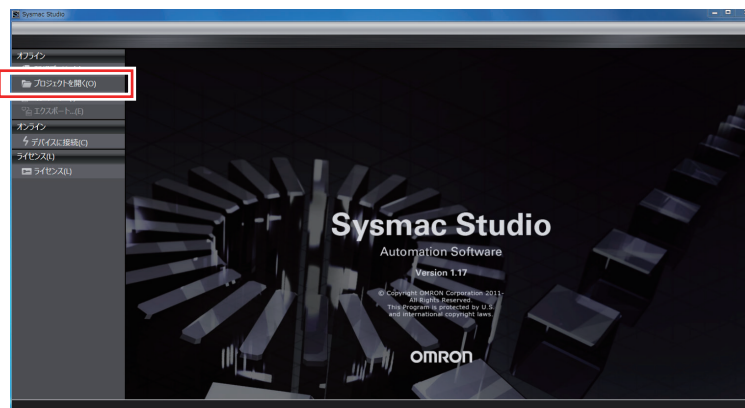 Sysmac Studio
オフライン
プロジェクトを開く(O)
エクスポート...(E)
オンライン
デバイスに接続(C)
ライセンス(L)
ライセンス(L)
Sysmac Studio
Automation Software
Version 1.17
© Copyright OMRON Corporation 2011-
All Rights Reserved.
This Program is protected by U.S.
and international copyright laws.
OMRON